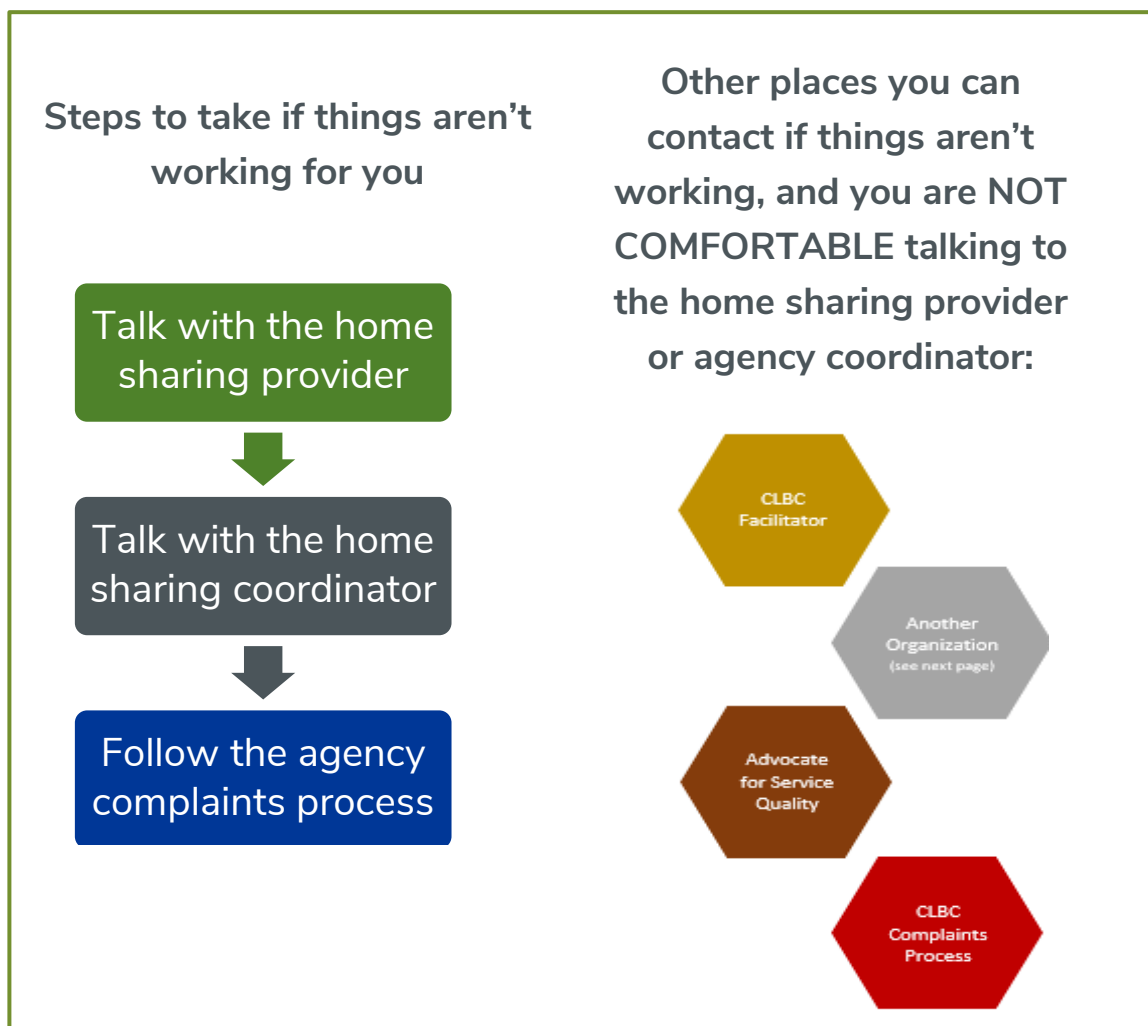 Steps to take if things aren’t
working for you
Talk with the home
sharing provider
Talk with the home
sharing coordinator
Follow the agency
complaints process
Other places you can
contact if things aren’t
working, and you are NOT
COMFORTABLE talking to
the home sharing provider
or agency coordinator:
CLBC
Facilitator
Another
Organization
(see next page)
Advocate
for Service
Quality
CLBC
Complaints
Process